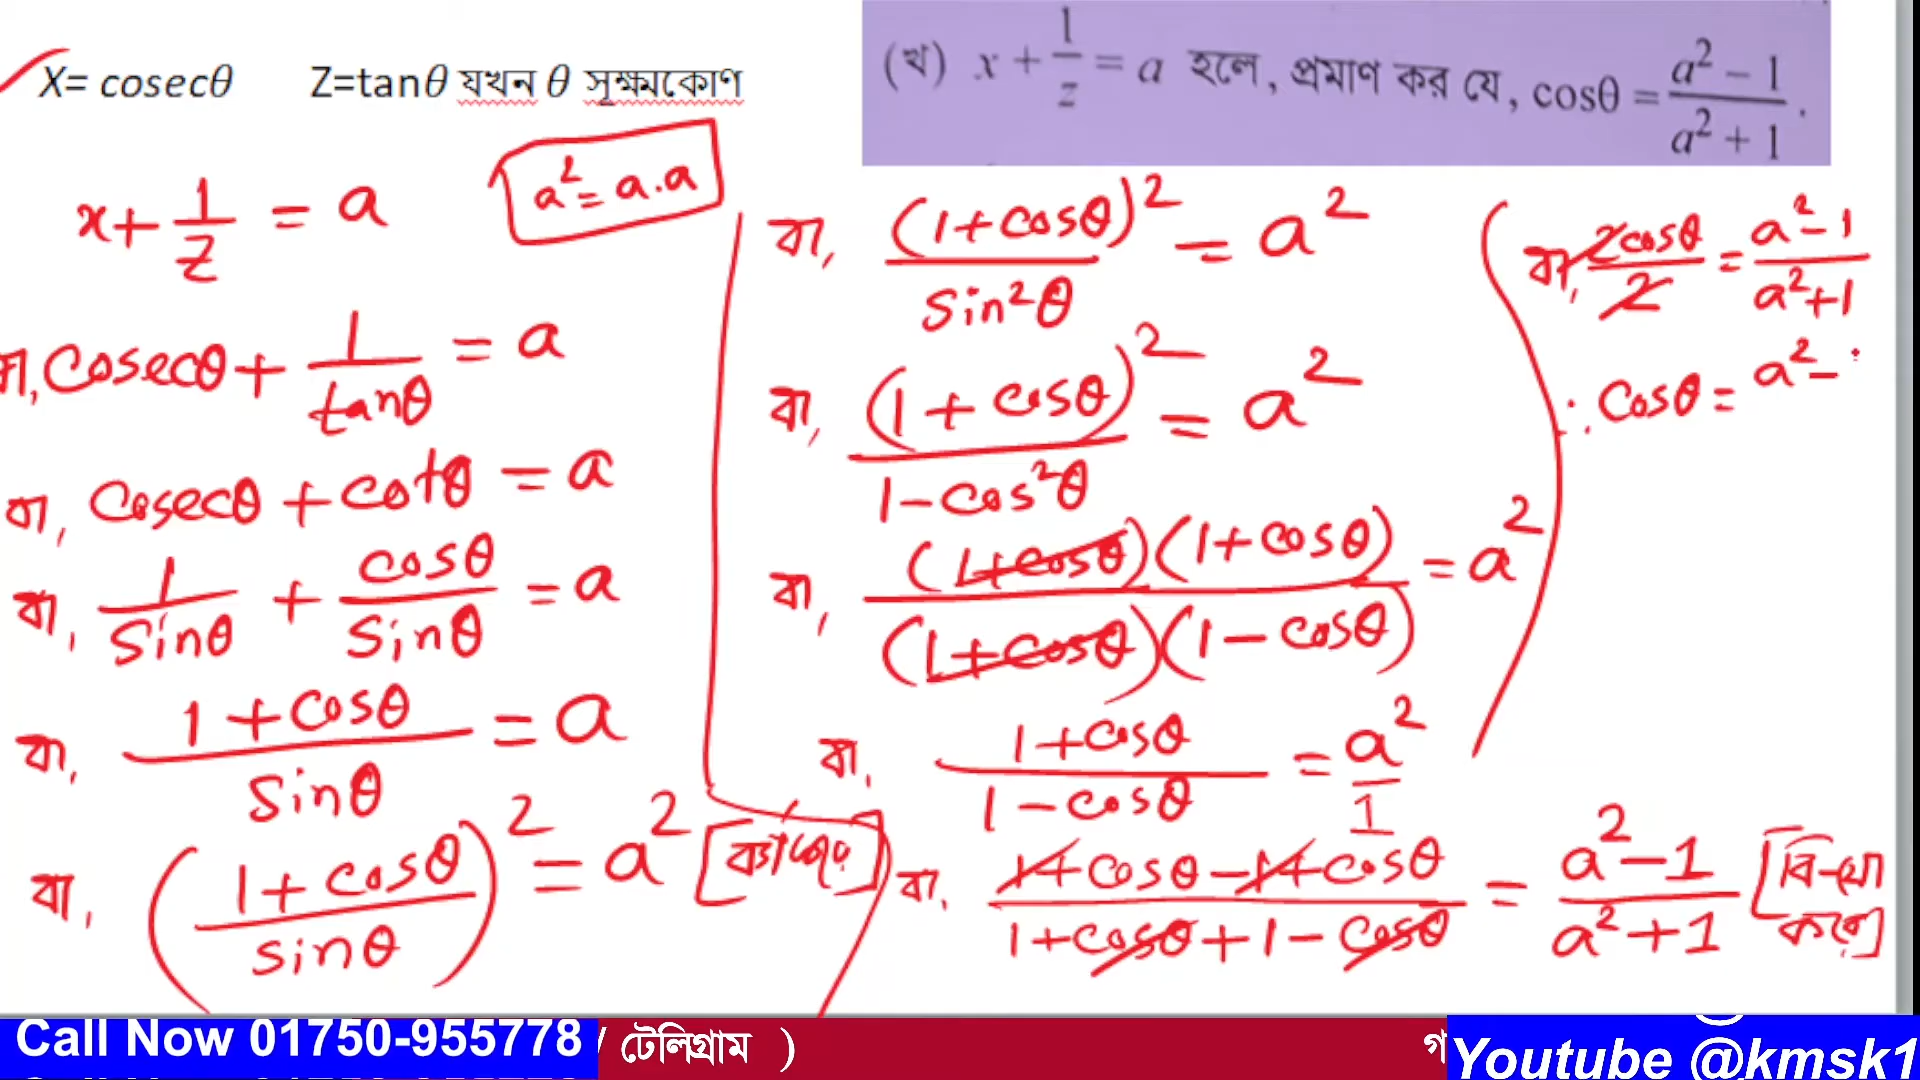 X= cosecθ Z=tanθ যখন θ সূক্ষ্মকোণ
(খ) x + 1/z = a হলে, প্রমাণ কর যে, cosθ = (a² − 1)/(a² + 1) .
x + 1/z = a
a² = a.a
বা, Cosecθ + 1/tanθ = a
বা, Cosecθ + cotθ = a
বা, 1/Sinθ + cosθ/Sinθ = a
বা, (1 + cosθ)/Sinθ = a
বা, ((1 + cosθ)/sinθ)² = a²
বা, (1+cosθ)²/Sin²θ = a²
বা, (1 + cosθ)²/(1 − cos²θ) = a²
বা, (1+cosθ)(1+cosθ)/(1+cosθ)(1−cosθ) = a²
বা, (1+cosθ)/(1−cosθ) = a²/1
বা, (1+cosθ−1+cosθ)/(1+cosθ+1−cosθ) = (a²−1)/(a²+1) [বি-যো করে]
বা, 2cosθ/2 = (a²−1)/(a²+1)
∴ Cosθ = a² −
Call Now 01750-955778
/ টেলিগ্রাম )
Youtube @kmsk1